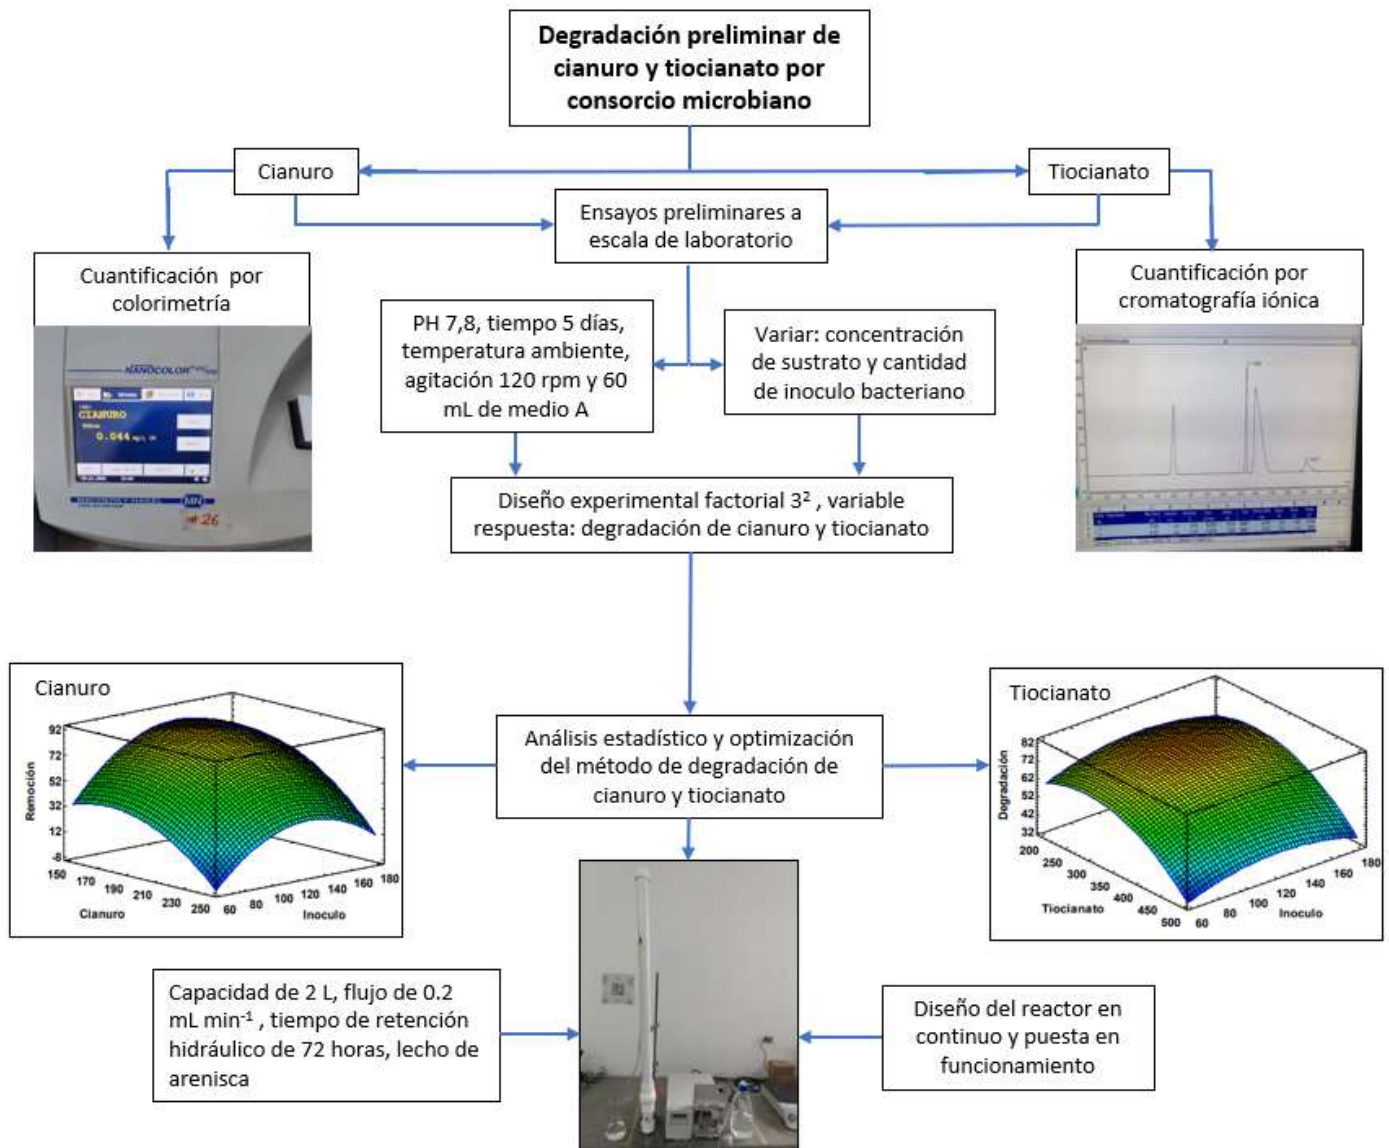 Degradación preliminar de
cianuro y tiocianato por
consorcio microbiano
Cianuro
Tiocianato
Ensayos preliminares a
escala de laboratorio
Cuantificación por
colorimetría
Cuantificación por
cromatografía iónica
PH 7,8, tiempo 5 días,
temperatura ambiente,
agitación 120 rpm y 60
mL de medio A
Variar: concentración
de sustrato y cantidad
de inoculo bacteriano
NANOCOLOR
CIANURO
0.044
MN
#26
Diseño experimental factorial 3² , variable
respuesta: degradación de cianuro y tiocianato
Cianuro
Remoción
92
72
52
32
12
-8
150 170 190 210 230 250
Cianuro
60 80 100 120 140 160 180
Inoculo
Análisis estadístico y optimización
del método de degradación de
cianuro y tiocianato
Tiocianato
Degradación
82
72
62
52
42
32
200 250 300 350 400 450 500
Tiocianato
60 80 100 120 140 160 180
Inoculo
Capacidad de 2 L, flujo de 0.2
mL min⁻¹ , tiempo de retención
hidráulico de 72 horas, lecho de
arenisca
Diseño del reactor en
continuo y puesta en
funcionamiento